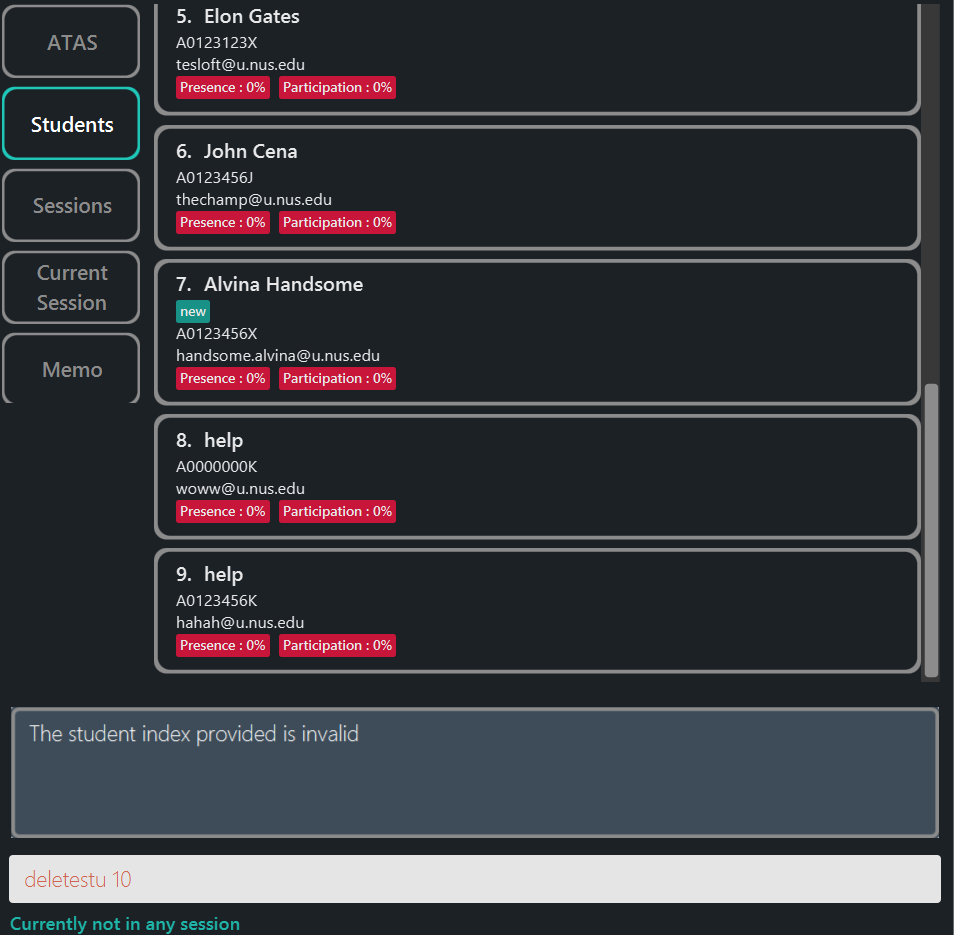 ATAS
Students
Sessions
Current
Session
Memo
5. Elon Gates
A0123123X
tesloft@u.nus.edu
Presence : 0% Participation : 0%
6. John Cena
A0123456J
thechamp@u.nus.edu
Presence : 0% Participation : 0%
7. Alvina Handsome
new
A0123456X
handsome.alvina@u.nus.edu
Presence : 0% Participation : 0%
8. help
A0000000K
woww@u.nus.edu
Presence : 0% Participation : 0%
9. help
A0123456K
hahah@u.nus.edu
Presence : 0% Participation : 0%
The student index provided is invalid
deletestu 10
Currently not in any session